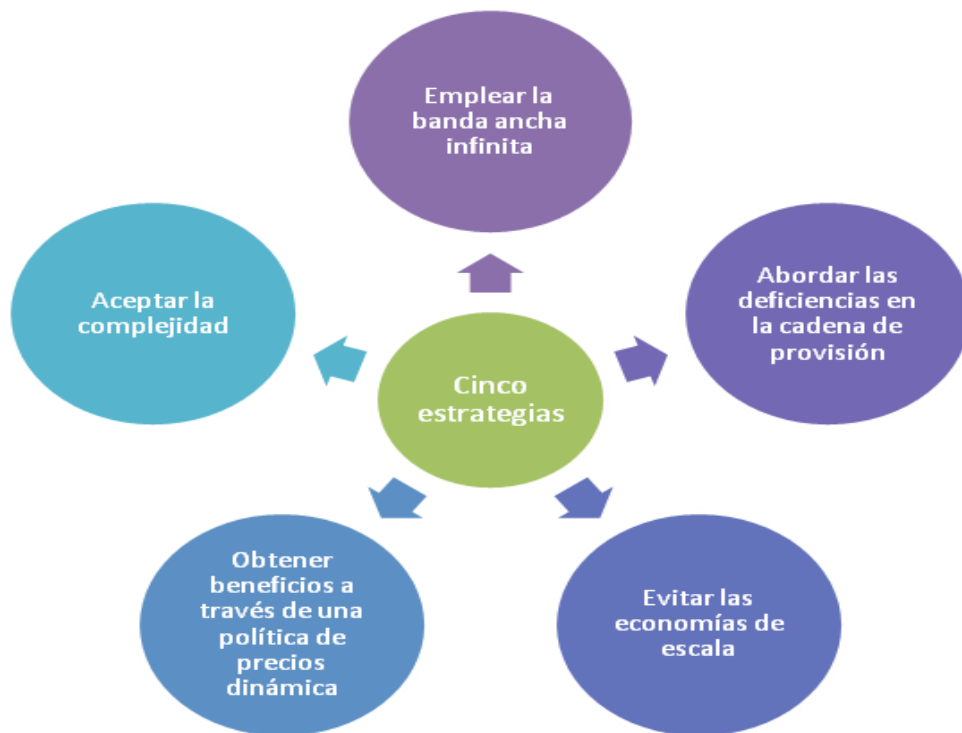 Emplear la
banda ancha
infinita
Abordar las
deficiencias en
la cadena de
provisión
Aceptar la
complejidad
Cinco
estrategias
Obtener
beneficios a
través de una
política de
precios
dinámica
Evitar las
economías de
escala